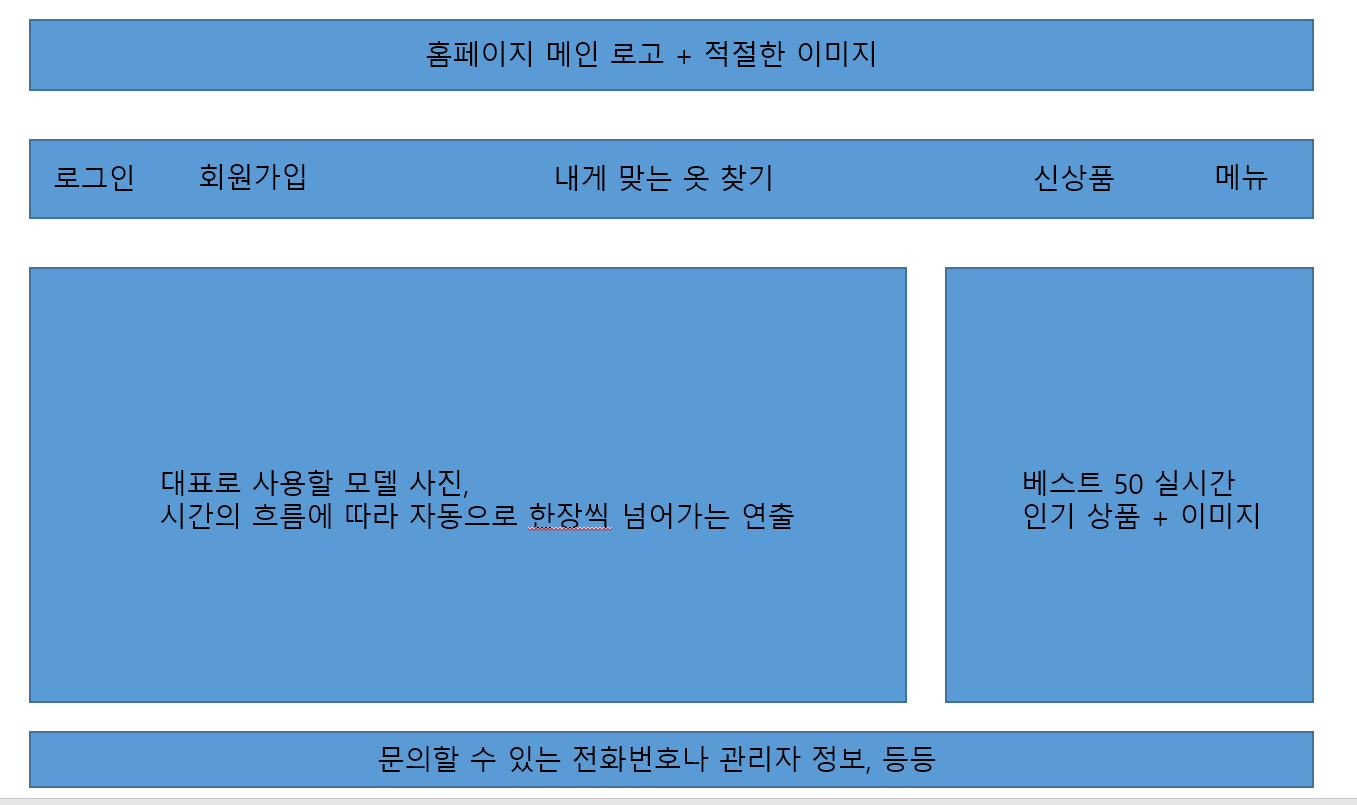 홈페이지 메인 로고 + 적절한 이미지
로그인 회원가입 내게 맞는 옷 찾기 신상품 메뉴
대표로 사용할 모델 사진,
시간의 흐름에 따라 자동으로 한장씩 넘어가는 연출
베스트 50 실시간
인기 상품 + 이미지
문의할 수 있는 전화번호나 관리자 정보, 등등